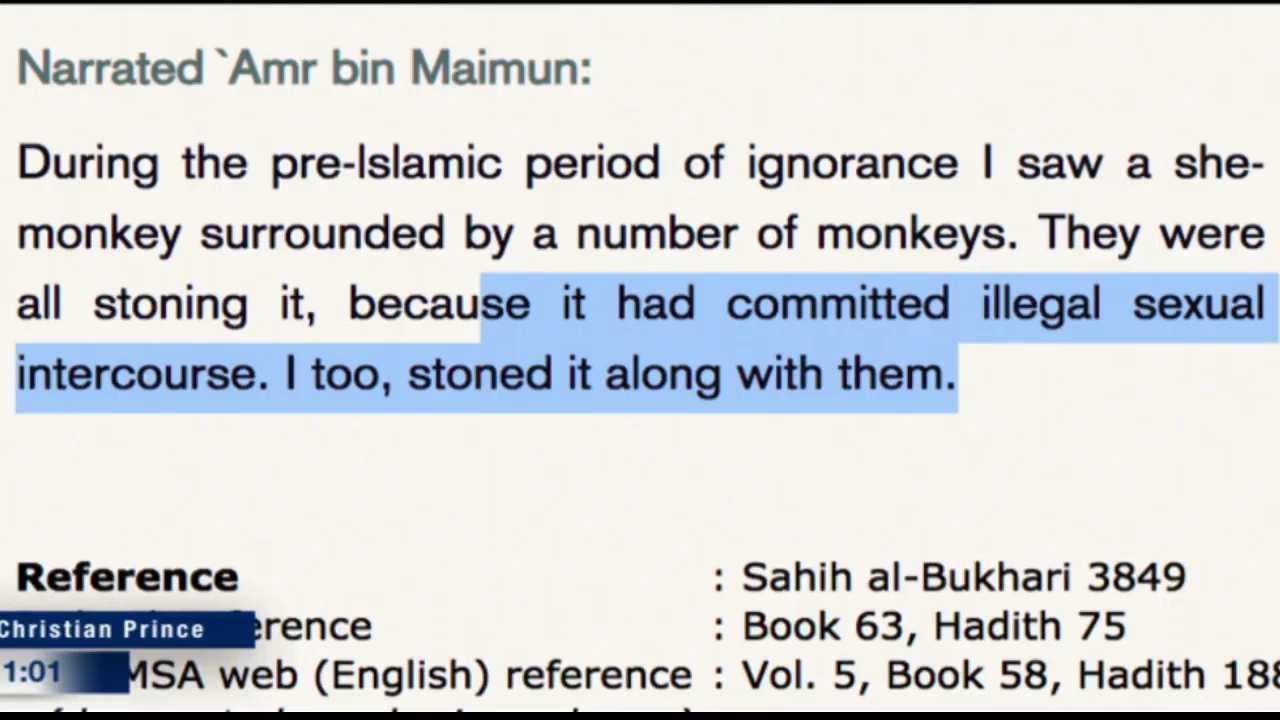 Narrated `Amr bin Maimun:
During the pre-Islamic period of ignorance I saw a she-
monkey surrounded by a number of monkeys. They were
all stoning it, because it had committed illegal sexual
intercourse. I too, stoned it along with them.
Reference : Sahih al-Bukhari 3849
erence : Book 63, Hadith 75
Christian Prince
MSA web (English) reference : Vol. 5, Book 58, Hadith 188
1:01